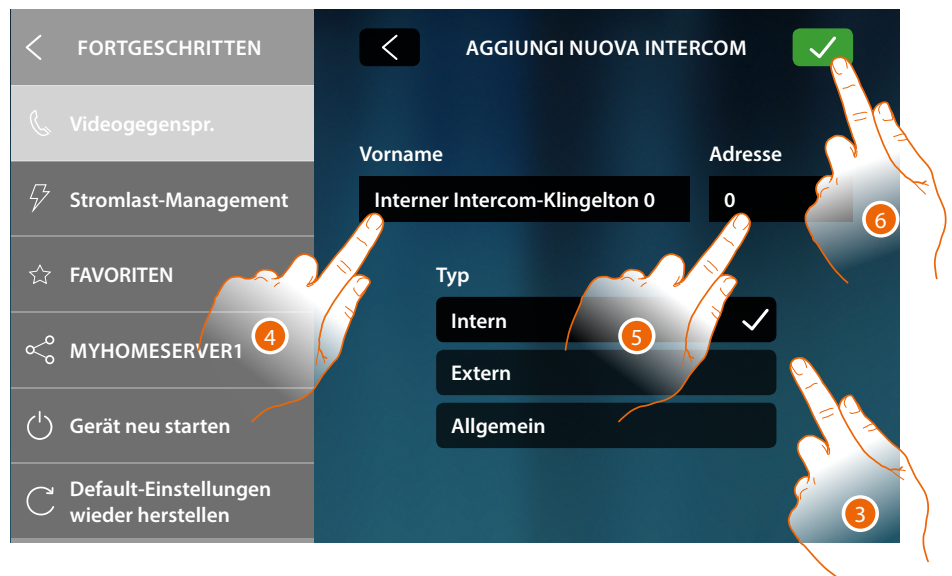 FORTGESCHRITTEN
Videogegenspr.
Stromlast-Management
FAVORITEN
MYHOMESERVER1
Gerät neu starten
Default-Einstellungen
wieder herstellen
AGGIUNGI NUOVA INTERCOM
Vorname
Adresse
Interner Intercom-Klingelton 0
0
Typ
Intern
Extern
Allgemein
4
5
6
3